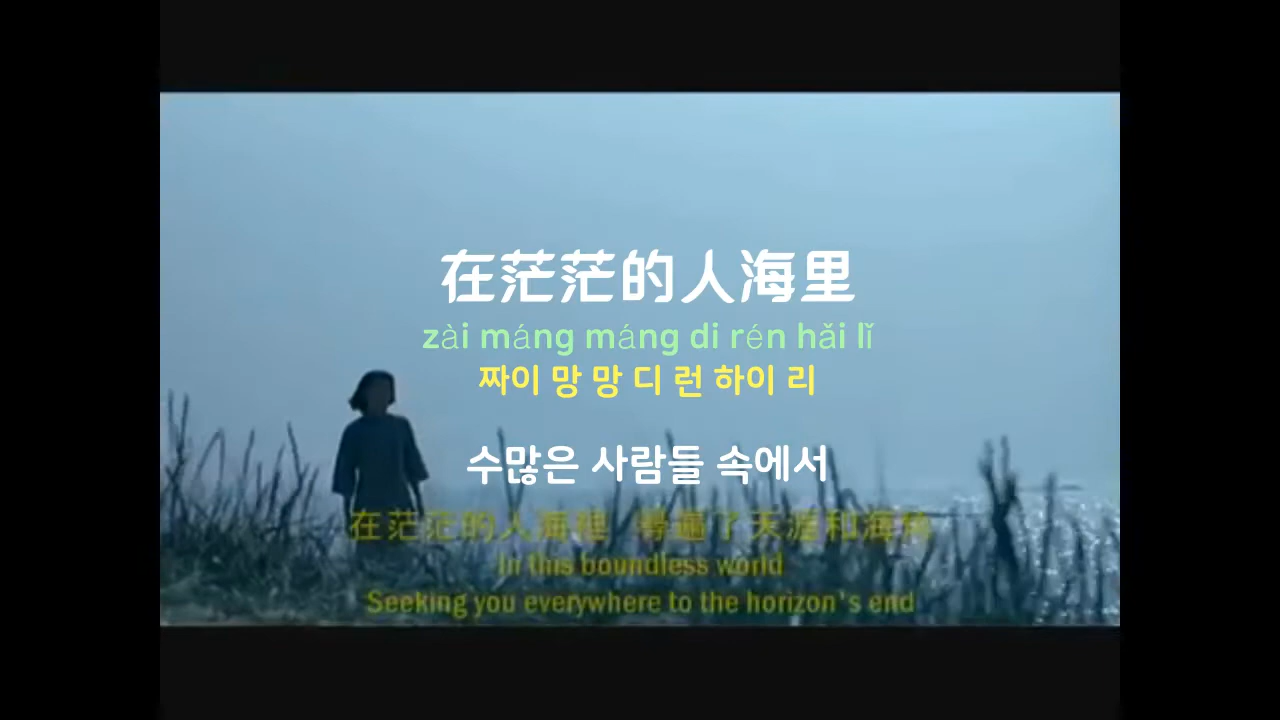 在茫茫的人海里
zài máng máng di rén hǎi lǐ
짜이 망 망 디 런 하이 리
수많은 사람들 속에서
在茫茫的人海裡 尋遍了天涯和海角
In this boundless world
Seeking you everywhere to the horizon's end